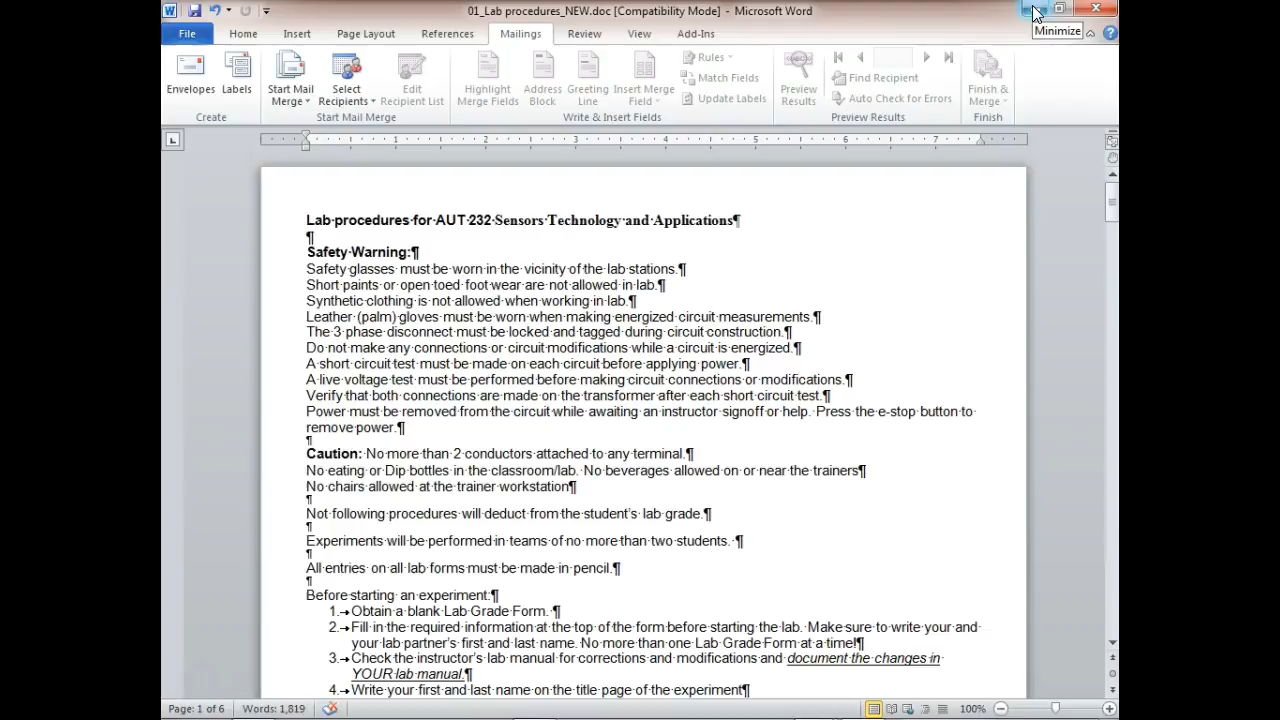 01_Lab procedures_NEW.doc [Compatibility Mode] - Microsoft Word
Minimize
File Home Insert Page Layout References Mailings Review View Add-Ins
Envelopes Labels
Create
Start Mail Merge Select Recipients Edit Recipient List
Start Mail Merge
Highlight Merge Fields Address Block Greeting Line Insert Merge Field
Rules
Match Fields
Update Labels
Write & Insert Fields
Preview Results
Find Recipient
Auto Check for Errors
Preview Results
Finish & Merge
Finish
1 2 3 4 5 6 7
Lab procedures for AUT 232 Sensors Technology and Applications¶
¶
Safety Warning:¶
Safety glasses must be worn in the vicinity of the lab stations.¶
Short paints or open toed foot wear are not allowed in lab.¶
Synthetic clothing is not allowed when working in lab.¶
Leather (palm) gloves must be worn when making energized circuit measurements.¶
The 3 phase disconnect must be locked and tagged during circuit construction.¶
Do not make any connections or circuit modifications while a circuit is energized.¶
A short circuit test must be made on each circuit before applying power.¶
A live voltage test must be performed before making circuit connections or modifications.¶
Verify that both connections are made on the transformer after each short circuit test.¶
Power must be removed from the circuit while awaiting an instructor signoff or help. Press the e-stop button to
remove power.¶
¶
Caution: No more than 2 conductors attached to any terminal.¶
No eating or Dip bottles in the classroom/lab. No beverages allowed on or near the trainers¶
No chairs allowed at the trainer workstation¶
¶
Not following procedures will deduct from the student's lab grade.¶
¶
Experiments will be performed in teams of no more than two students. ¶
¶
All entries on all lab forms must be made in pencil.¶
¶
Before starting an experiment:¶
1.→Obtain a blank Lab Grade Form. ¶
2.→Fill in the required information at the top of the form before starting the lab. Make sure to write your and
your lab partner's first and last name. No more than one Lab Grade Form at a time!¶
3.→Check the instructor's lab manual for corrections and modifications and document the changes in
YOUR lab manual.¶
4.→Write your first and last name on the title page of the experiment¶
Page: 1 of 6 Words: 1,819 100%